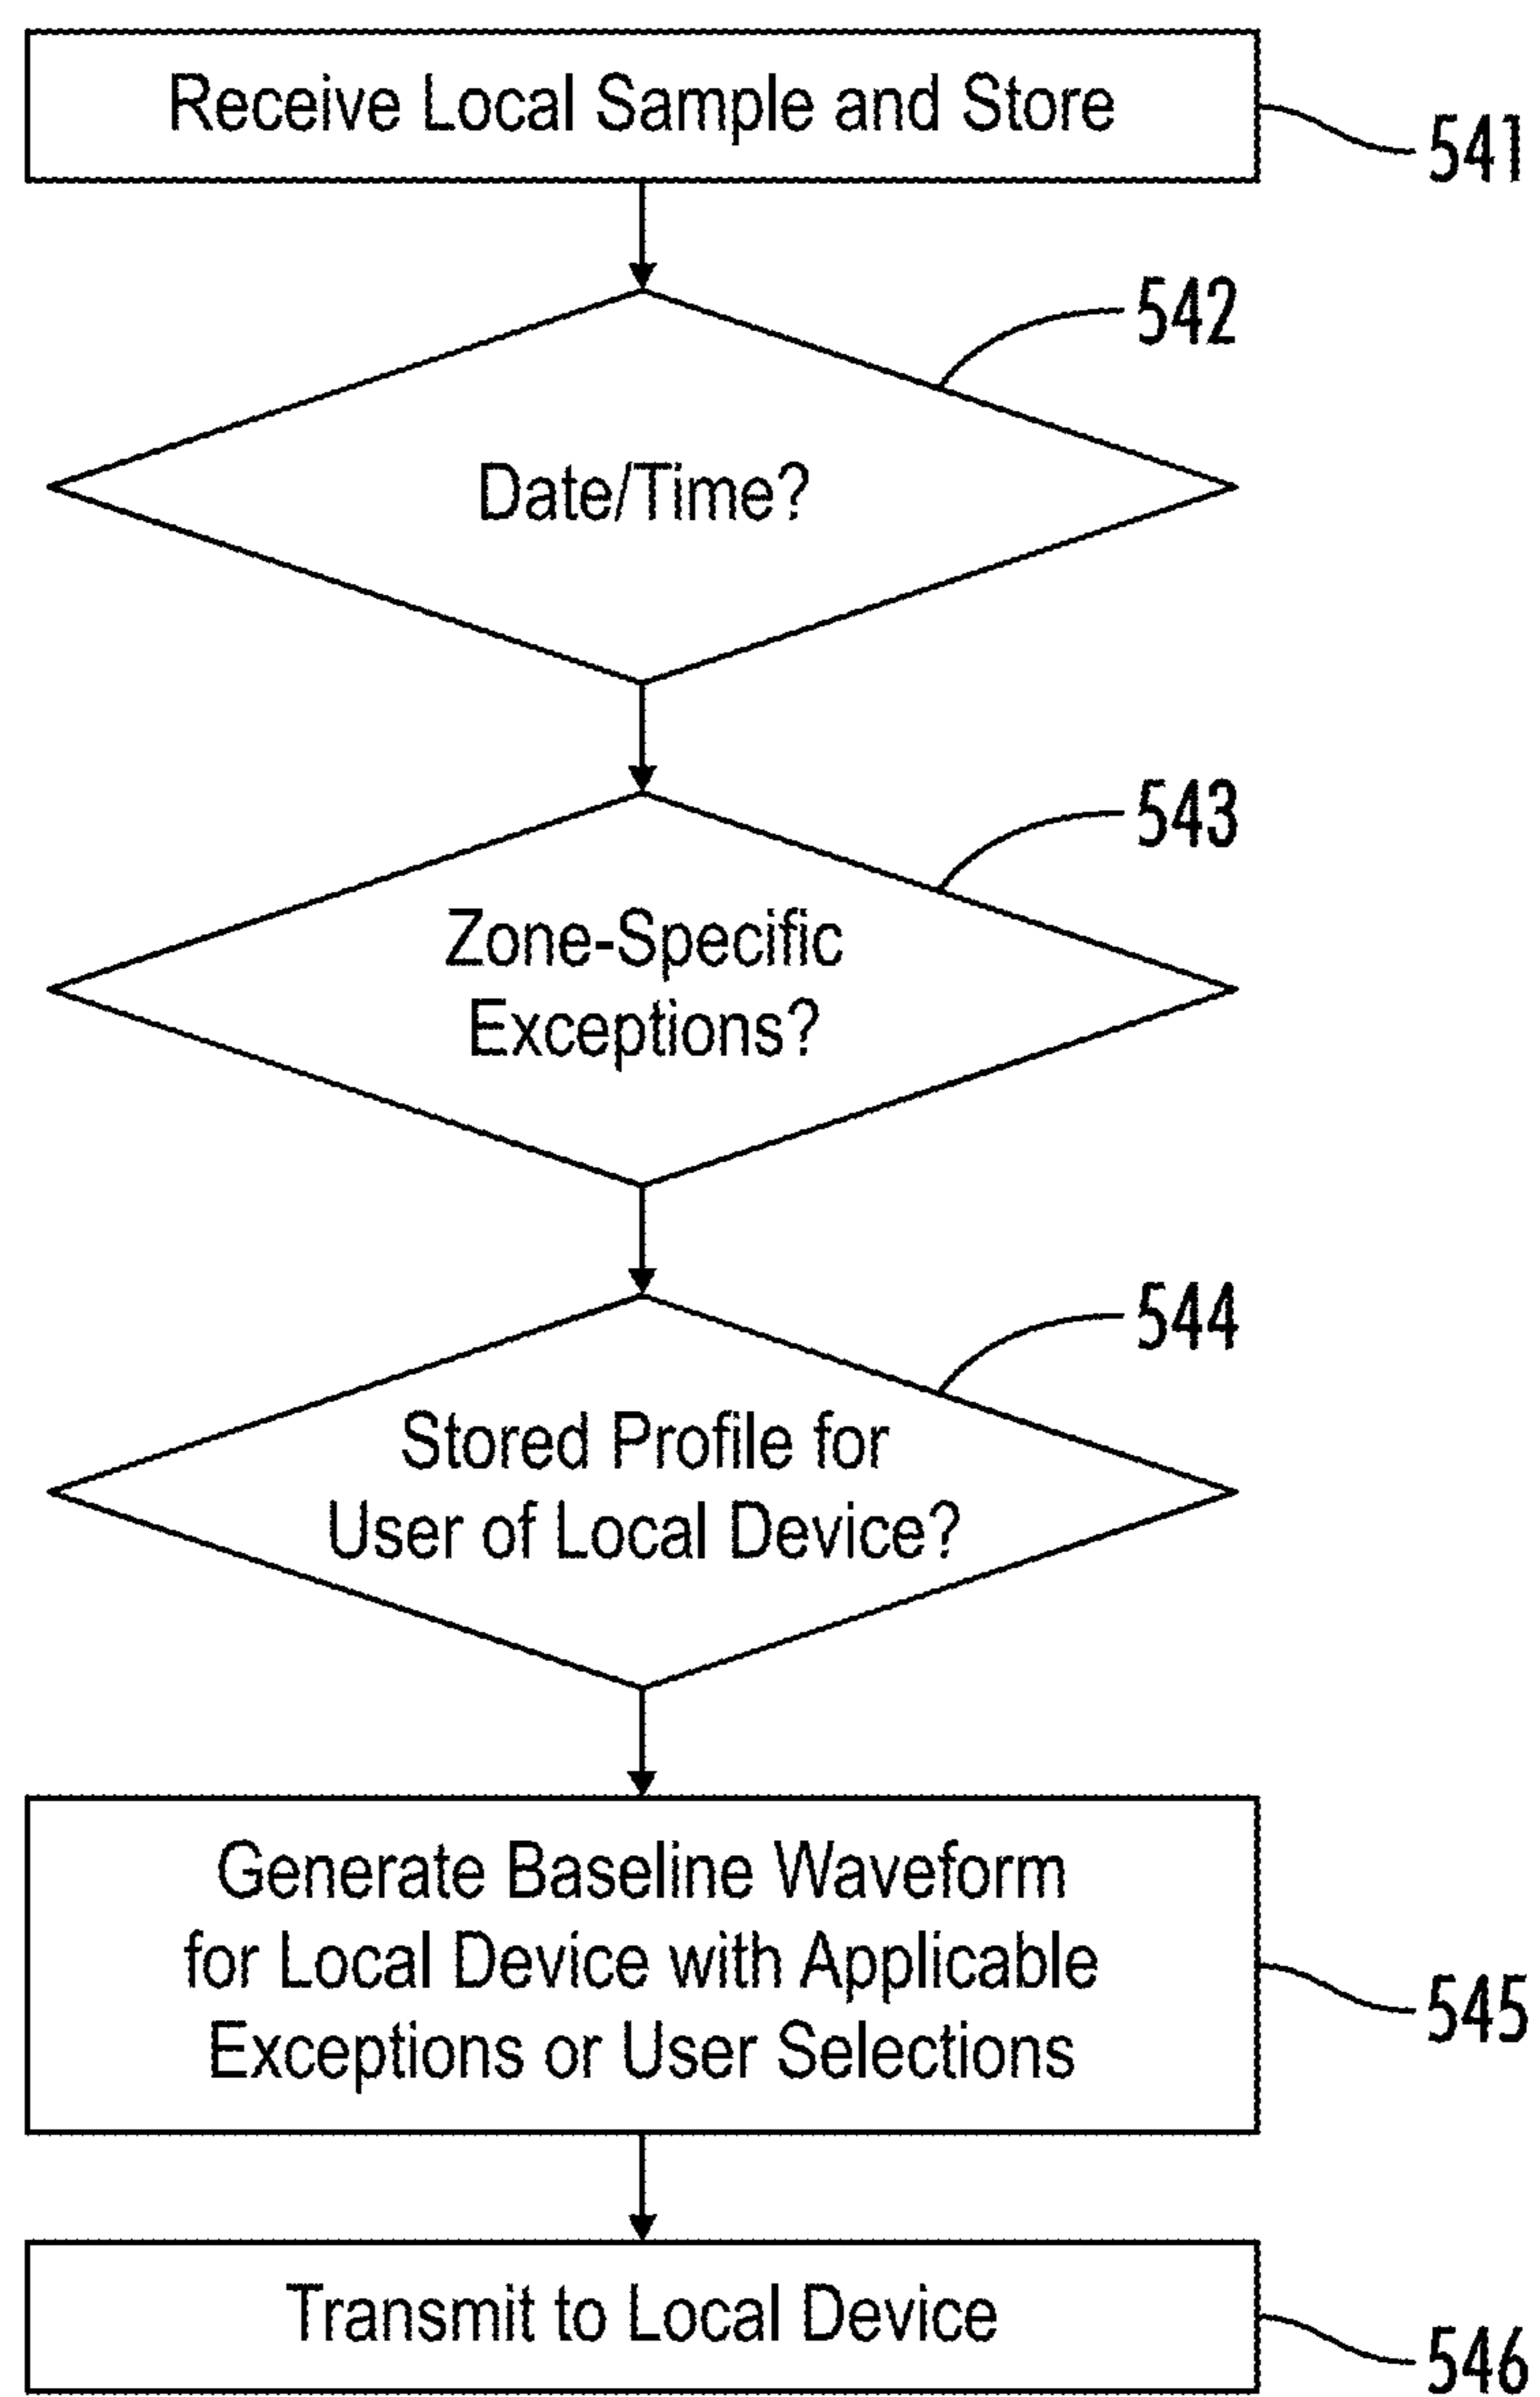 Receive Local Sample and Store
541
542
Date/Time?
543
Zone-Specific
Exceptions?
544
Stored Profile for
User of Local Device?
Generate Baseline Waveform
for Local Device with Applicable
Exceptions or User Selections
545
Transmit to Local Device
546